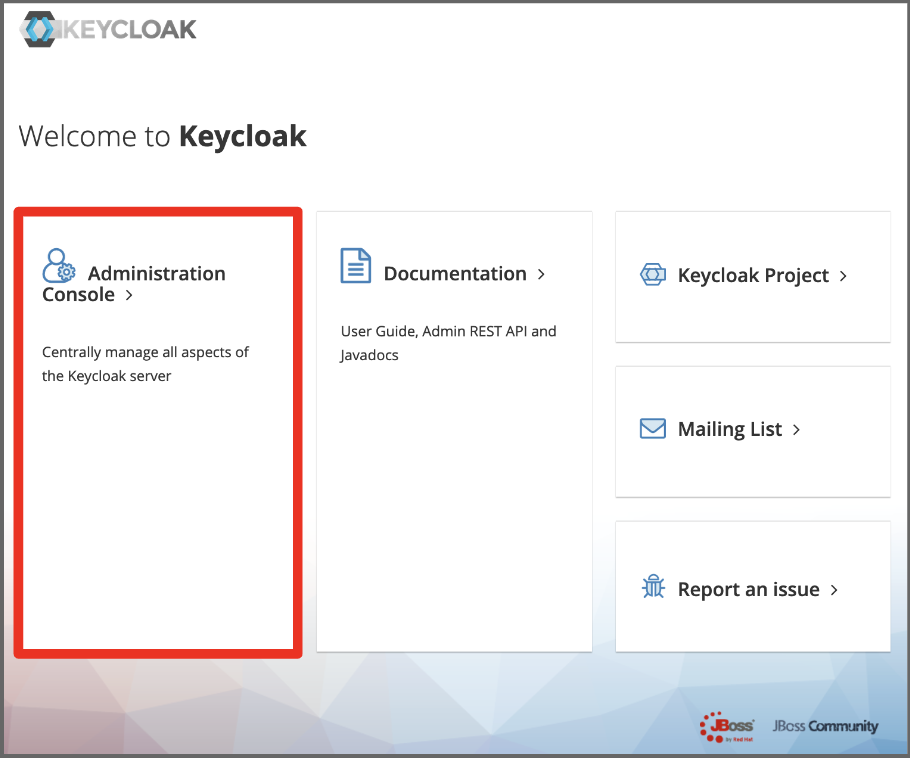 KEYCLOAK
Welcome to Keycloak
Administration
Console >
Centrally manage all aspects of
the Keycloak server
Documentation >
User Guide, Admin REST API and
Javadocs
Keycloak Project >
Mailing List >
Report an issue >
JBoss
by Red Hat
JBoss Community